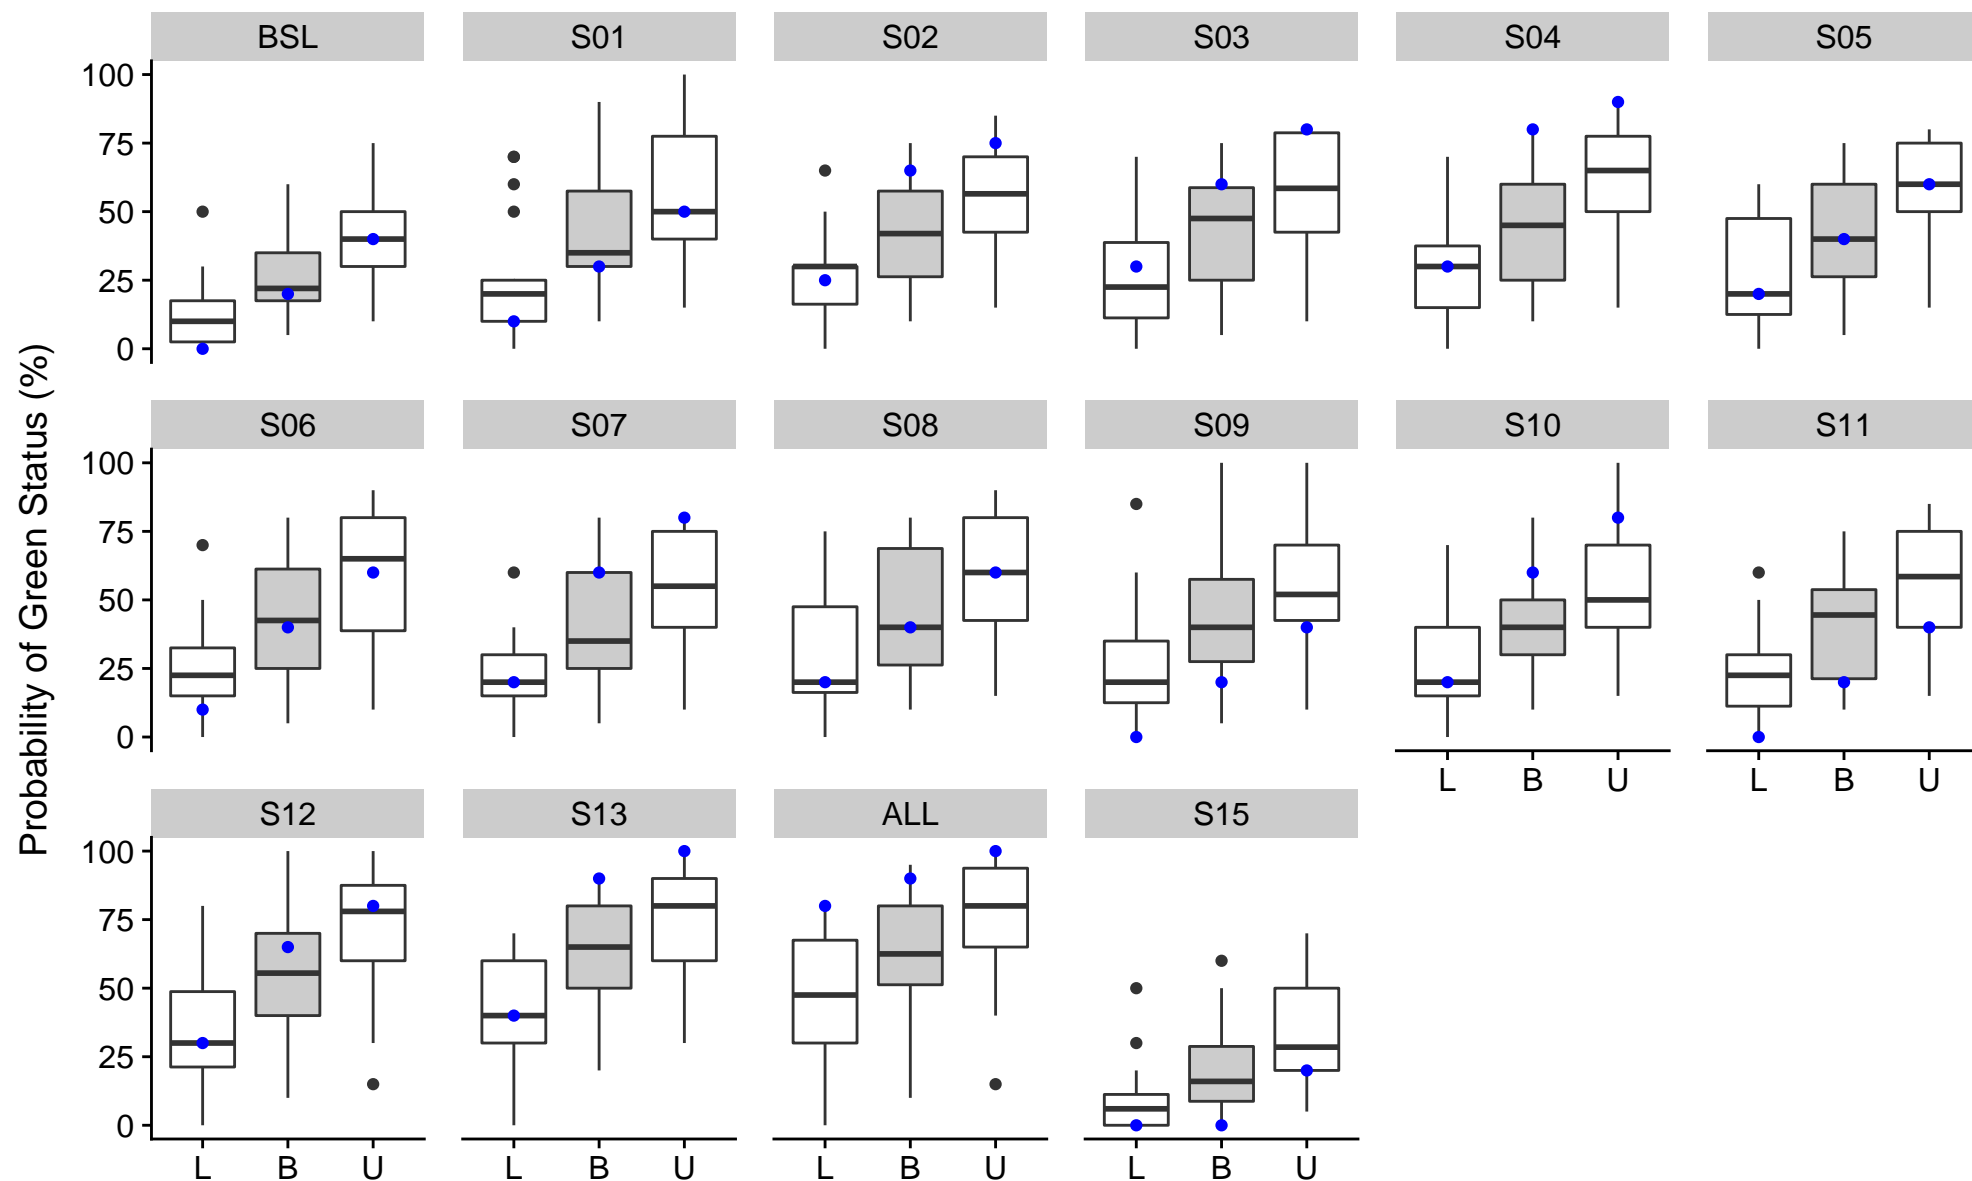 BSL S01 S02 S03 S04 S05
100
75
50
25
0
Probability of Green Status (%)
S06 S07 S08 S09 S10 S11
100
75
50
25
0
L B U L B U
S12 S13 ALL S15
100
75
50
25
0
L B U L B U L B U L B U